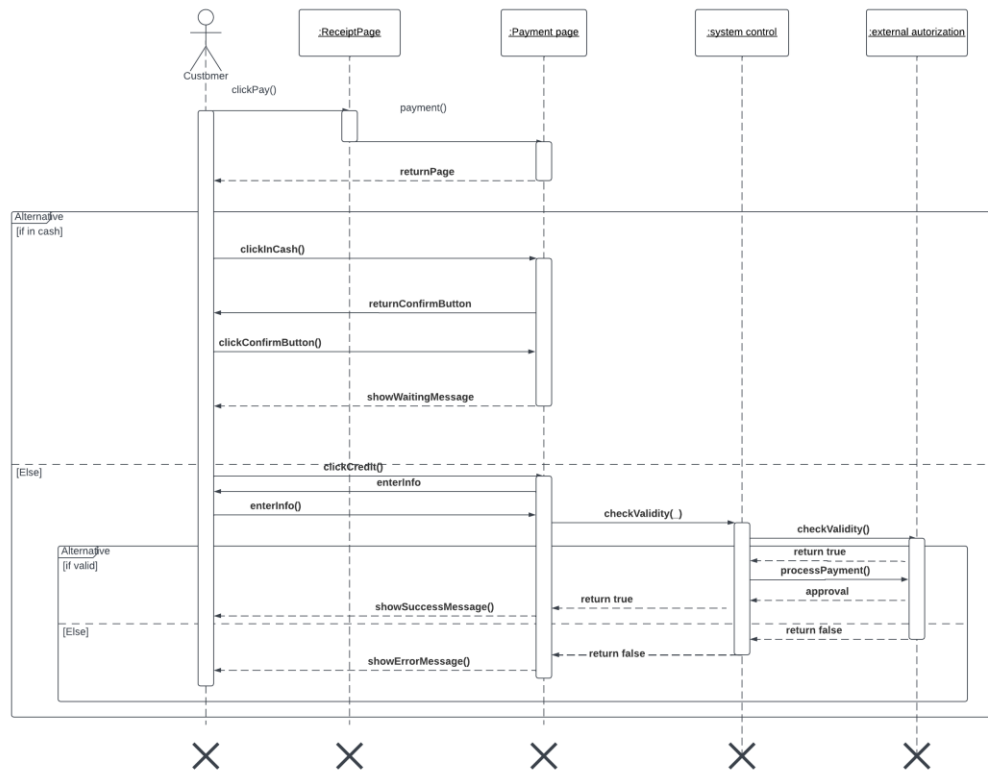 :ReceiptPage
:Payment page
:system control
:external autorization
Customer
clickPay()
payment()
returnPage
Alternative
[if in cash]
clickInCash()
returnConfirmButton
clickConfirmButton()
showWaitingMessage
[Else]
clickCredit()
enterInfo
enterInfo()
checkValidity(_)
checkValidity()
Alternative
return true
[if valid]
processPayment()
approval
return true
showSuccessMessage()
[Else]
return false
return false
showErrorMessage()